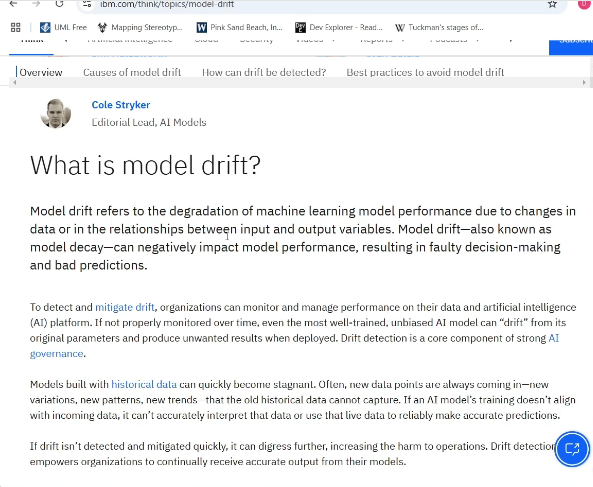 ibm.com/think/topics/model-drift
UML Free
Mapping Stereotyp...
Pink Sand Beach, In...
Dev Explorer - Read...
Tuckman's stages of...
Overview Causes of model drift How can drift be detected? Best practices to avoid model drift
Cole Stryker
Editorial Lead, AI Models
What is model drift?
Model drift refers to the degradation of machine learning model performance due to changes in
data or in the relationships between input and output variables. Model drift—also known as
model decay—can negatively impact model performance, resulting in faulty decision-making
and bad predictions.
To detect and mitigate drift, organizations can monitor and manage performance on their data and artificial intelligence
(AI) platform. If not properly monitored over time, even the most well-trained, unbiased AI model can “drift” from its
original parameters and produce unwanted results when deployed. Drift detection is a core component of strong AI
governance.
Models built with historical data can quickly become stagnant. Often, new data points are always coming in—new
variations, new patterns, new trends—that the old historical data cannot capture. If an AI model’s training doesn’t align
with incoming data, it can’t accurately interpret that data or use that live data to reliably make accurate predictions.
If drift isn’t detected and mitigated quickly, it can digress further, increasing the harm to operations. Drift detection
empowers organizations to continually receive accurate output from their models.